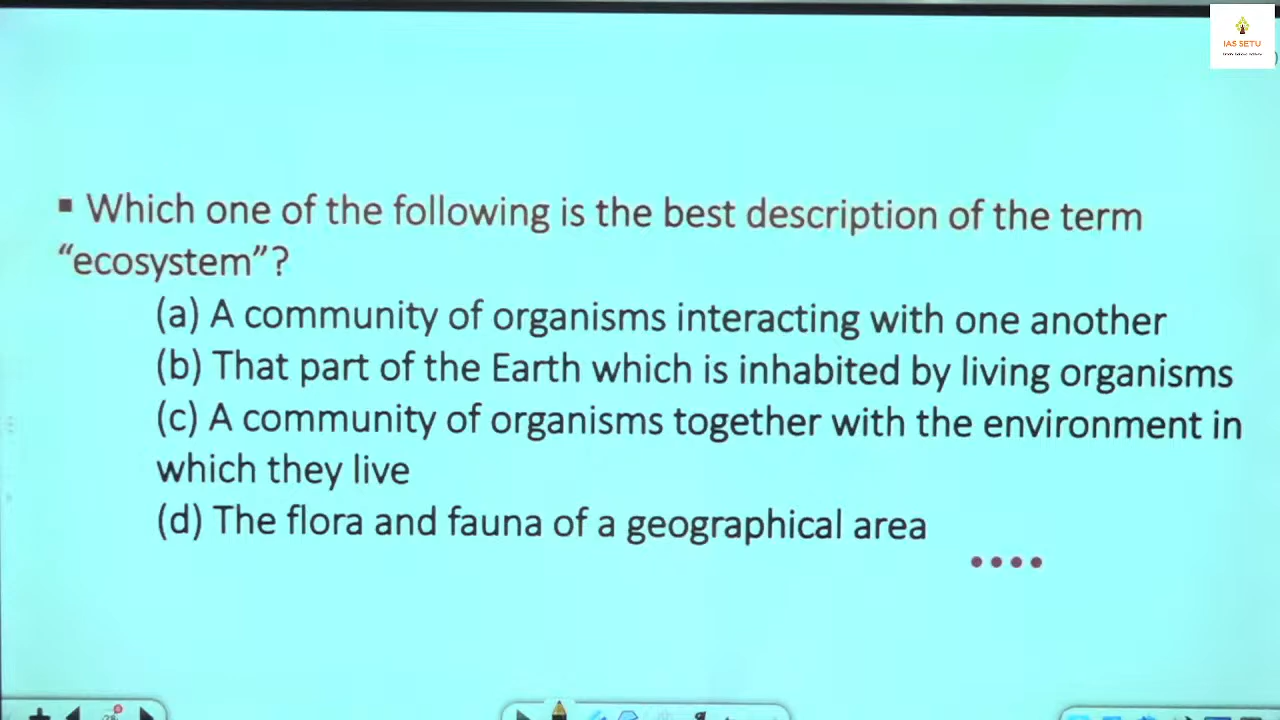 IAS SETU
▪ Which one of the following is the best description of the term
“ecosystem”?
(a) A community of organisms interacting with one another
(b) That part of the Earth which is inhabited by living organisms
(c) A community of organisms together with the environment in
which they live
(d) The flora and fauna of a geographical area